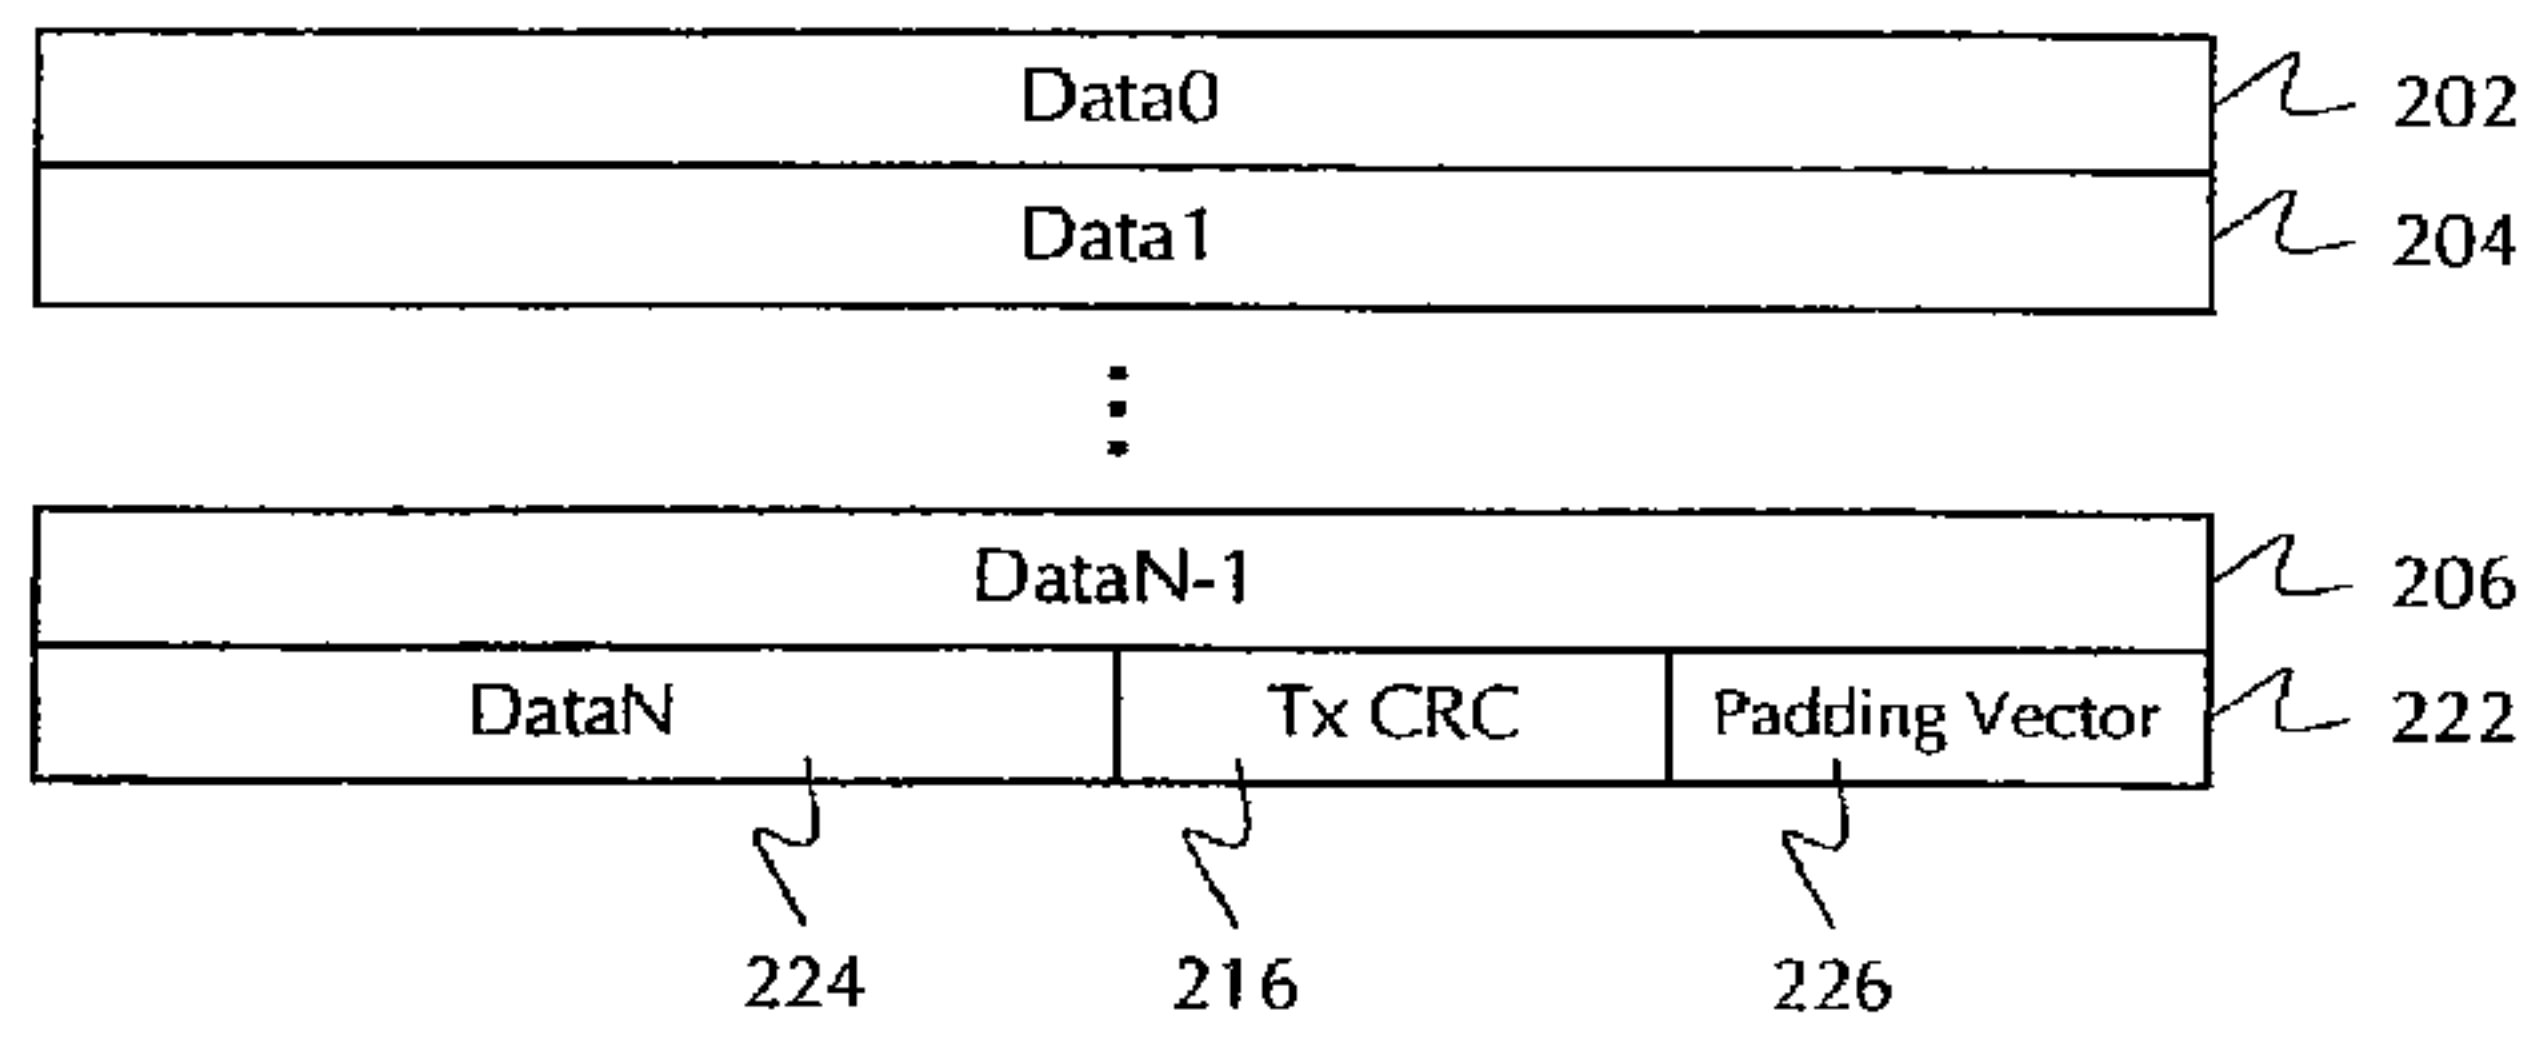 Data0 202
Data1 204
DataN-1 206
DataN Tx CRC Padding Vector 222
224 216 226